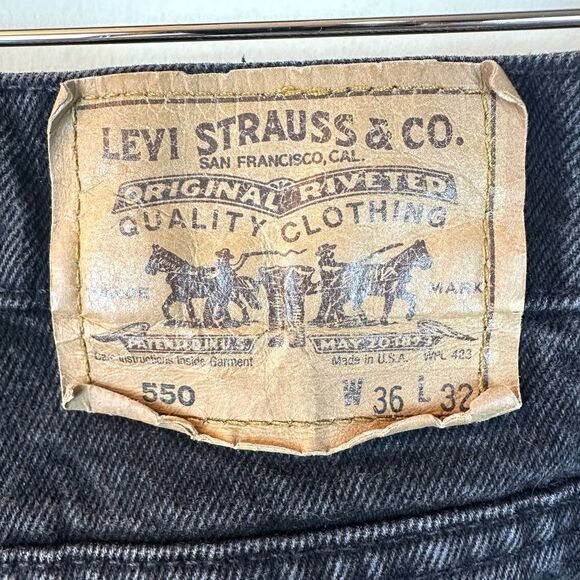 LEVI STRAUSS & CO.
SAN FRANCISCO, CAL.
ORIGINAL RIVETED
QUALITY CLOTHING
TRADE MARK
PATENTED IN U.S. MAY 20 1873
Care Instructions Inside Garment Made in U.S.A. WPL 423
550 W 36 L 32